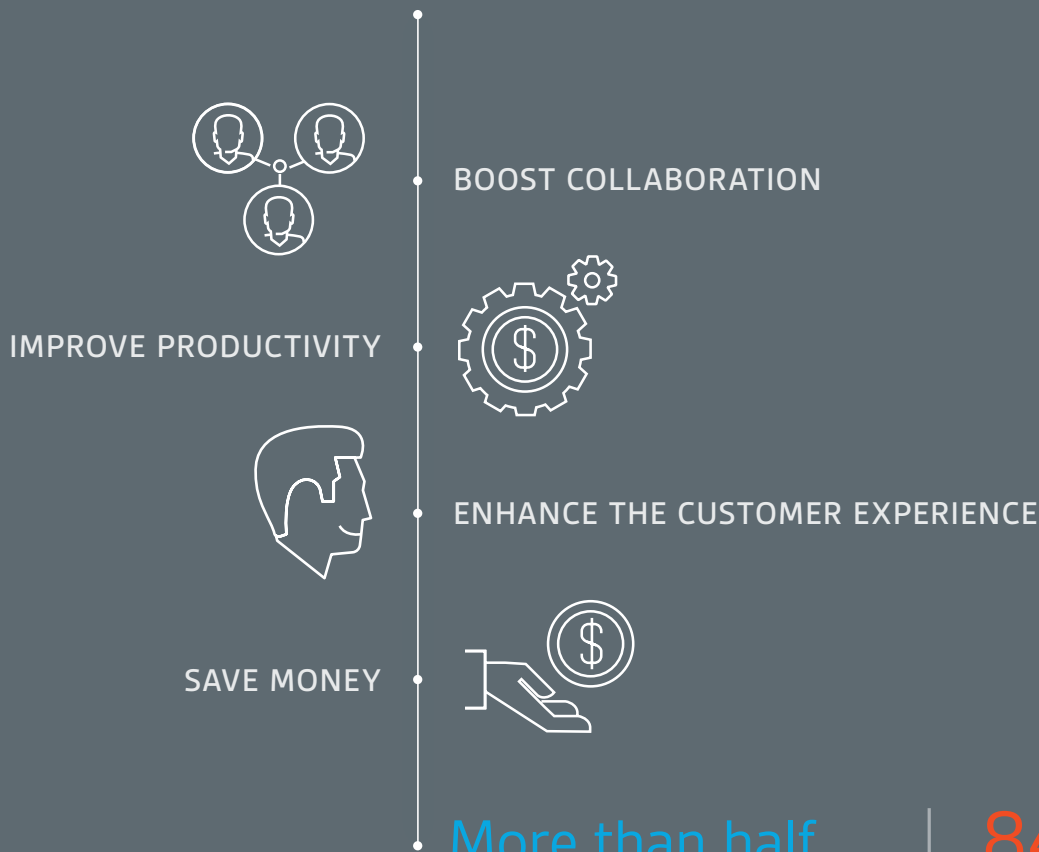 BOOST COLLABORATION
IMPROVE PRODUCTIVITY
$
ENHANCE THE CUSTOMER EXPERIENCE
$
SAVE MONEY
More than half